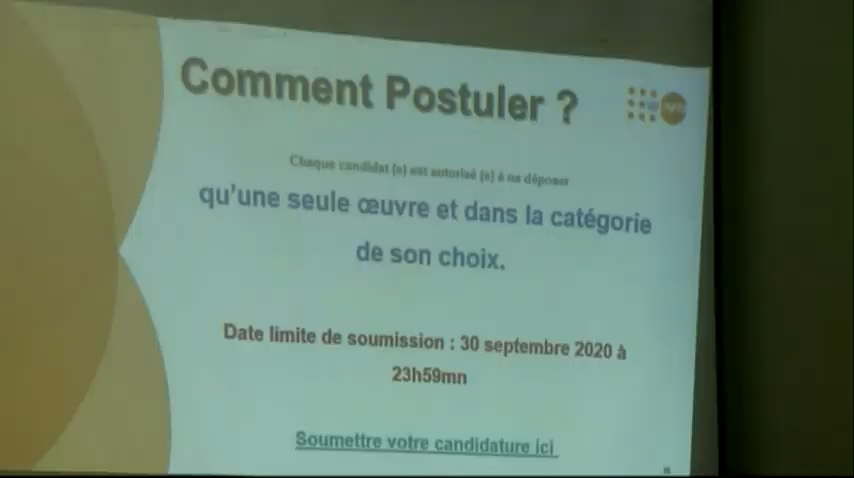 Comment Postuler ?
Chaque candidat (e) est autorisé (e) à ne déposer
qu'une seule œuvre et dans la catégorie
de son choix.
Date limite de soumission : 30 septembre 2020 à
23h59mn
Soumettre votre candidature ici